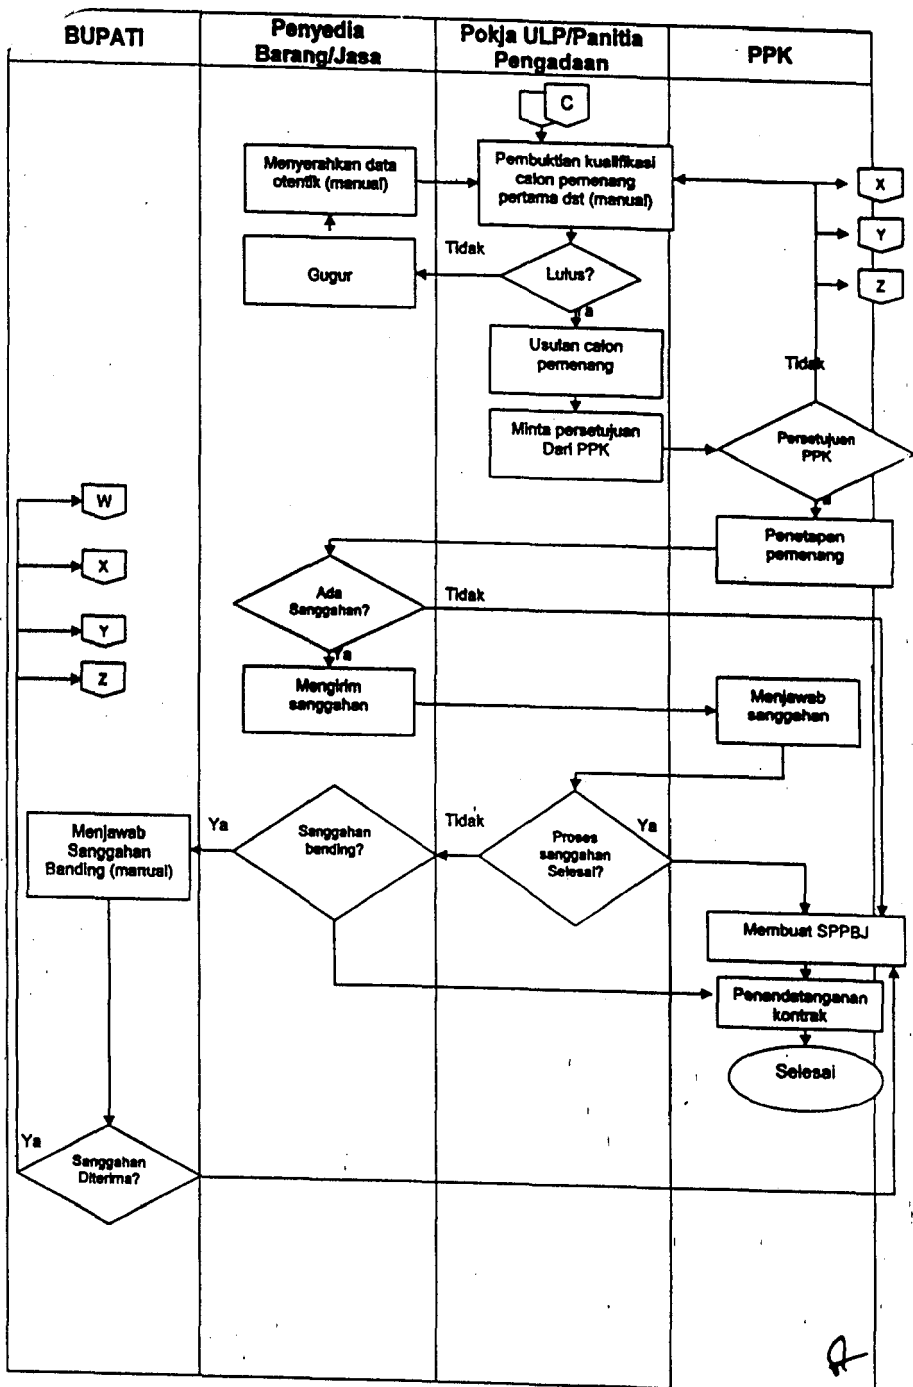 BUPATI
Penyedia
Barang/Jasa
Pokja ULP/Panitia
Pengadaan
PPK
C
Menyerahkan data
otentik (manual)
Pembuktian kualifikasi
calon pemenang
pertama dst (manual)
X
Y
Z
Tidak
Gugur
Lulus?
Ya
Usulan calon
pemenang
Tidak
Minta persetujuan
Dari PPK
Persetujuan
PPK
a
W
X
Y
Z
Penetapan
pemenang
Ada
Sanggahan?
Tidak
Ya
Mengirim
sanggahan
Menjawab
sanggahan
Menjawab
Sanggahan
Banding (manual)
Ya
Sanggahan
banding?
Tidak
Proses
sanggahan
Selesai?
Ya
Membuat SPPBJ
Penandatanganan
kontrak
Selesai
Ya
Sanggahan
Diterima?